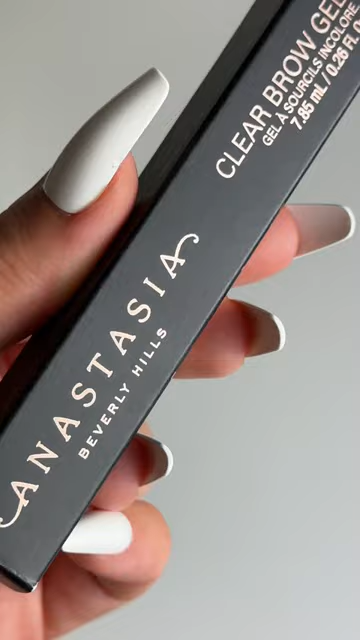 CLEAR BROW GEL
GEL À SOURCILS INCOLORE
7.85 mL / 0.26 FL.
ANASTASIA
BEVERLY HILLS